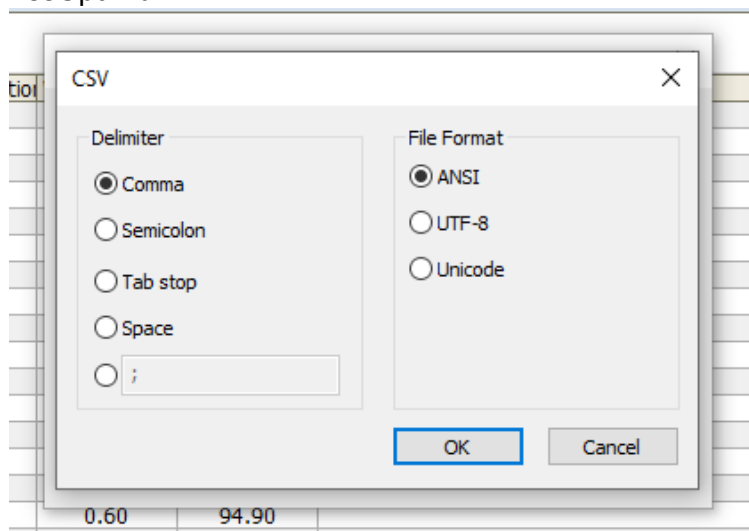 CSV
Delimiter
Comma
Semicolon
Tab stop
Space
;
File Format
ANSI
UTF-8
Unicode
OK
Cancel
0.60 94.90